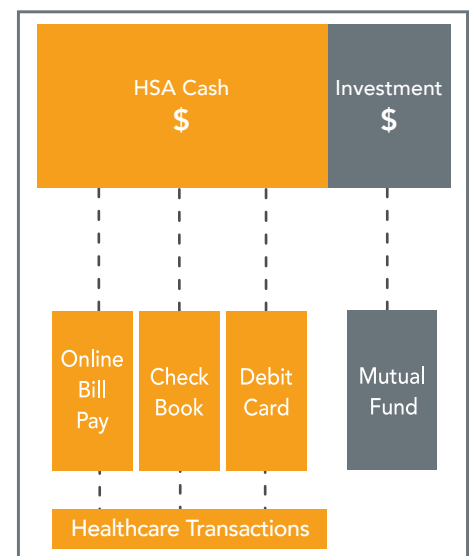 HSA Cash
$
Investment
$
Online
Bill
Pay
Check
Book
Debit
Card
Mutual
Fund
Healthcare Transactions